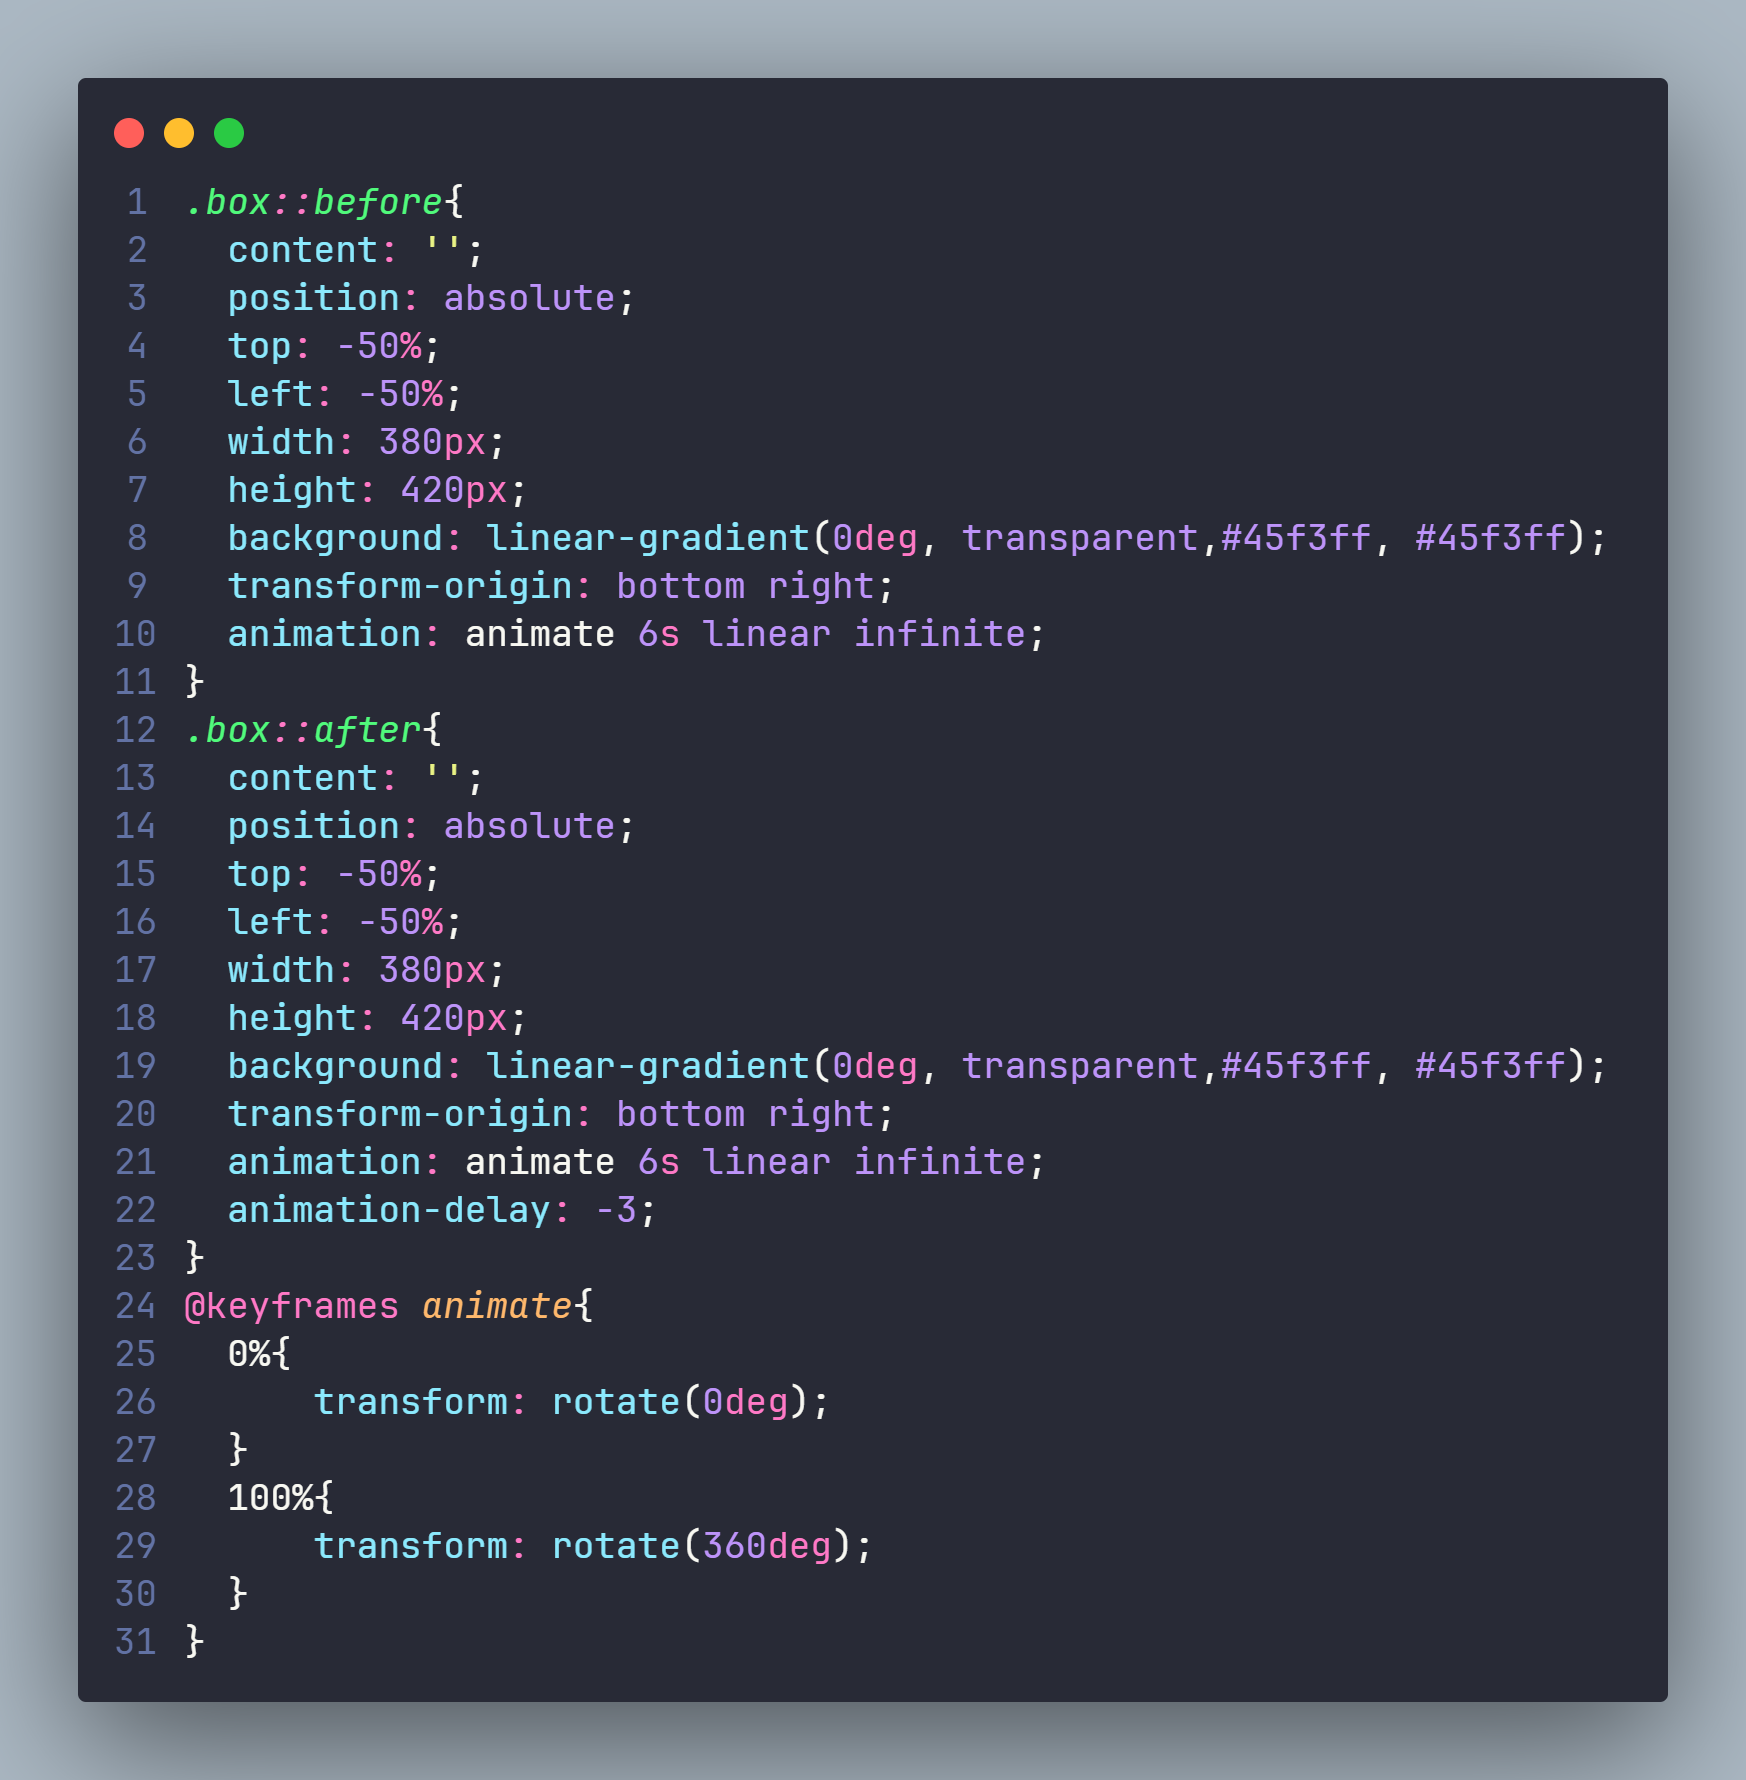 1 .box::before{
2   content: '';
3   position: absolute;
4   top: -50%;
5   left: -50%;
6   width: 380px;
7   height: 420px;
8   background: linear-gradient(0deg, transparent,#45f3ff, #45f3ff);
9   transform-origin: bottom right;
10   animation: animate 6s linear infinite;
11 }
12 .box::after{
13   content: '';
14   position: absolute;
15   top: -50%;
16   left: -50%;
17   width: 380px;
18   height: 420px;
19   background: linear-gradient(0deg, transparent,#45f3ff, #45f3ff);
20   transform-origin: bottom right;
21   animation: animate 6s linear infinite;
22   animation-delay: -3;
23 }
24 @keyframes animate{
25   0%{
26       transform: rotate(0deg);
27   }
28   100%{
29       transform: rotate(360deg);
30   }
31 }